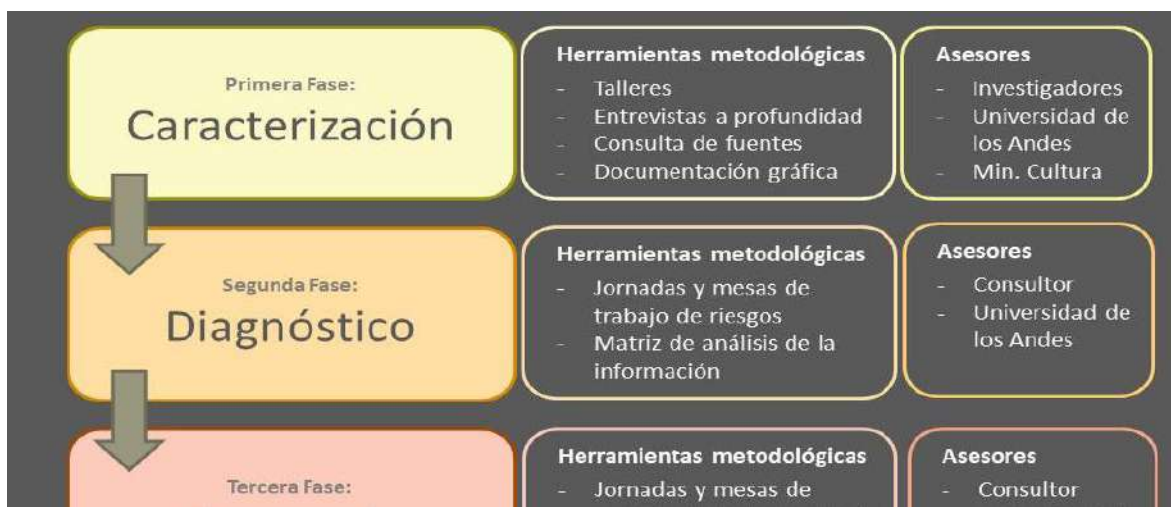 Primera Fase:
Caracterización
Herramientas metodológicas
- Talleres
- Entrevistas a profundidad
- Consulta de fuentes
- Documentación gráfica
Asesores
- Investigadores
- Universidad de
los Andes
- Min. Cultura
Segunda Fase:
Diagnóstico
Herramientas metodológicas
- Jornadas y mesas de
trabajo de riesgos
- Matriz de análisis de la
información
Asesores
- Consultor
- Universidad de
los Andes
Tercera Fase:
Herramientas metodológicas
- Jornadas y mesas de
Asesores
- Consultor